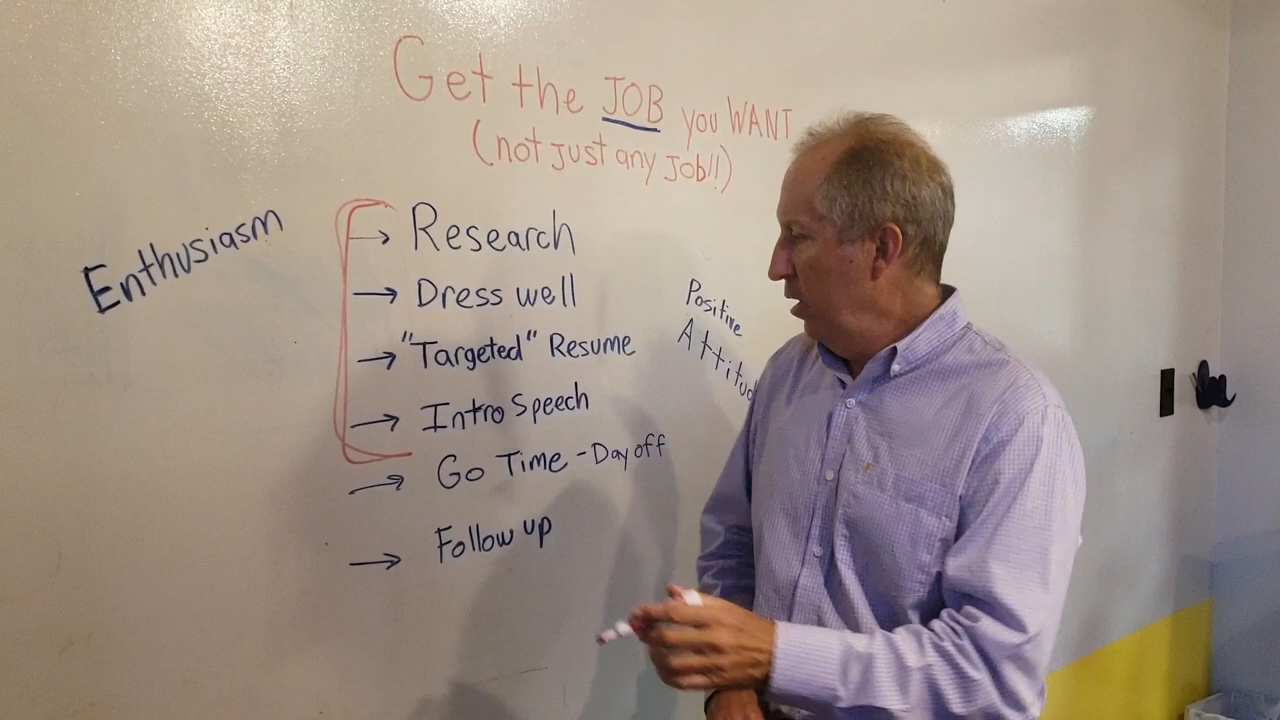 Get the JOB you WANT
(not just any Job!!)
Enthusiasm
→ Research
→ Dress well
→ "Targeted" Resume
→ Intro Speech
→ Go Time - Day off
→ Follow up
Positive
Attitud